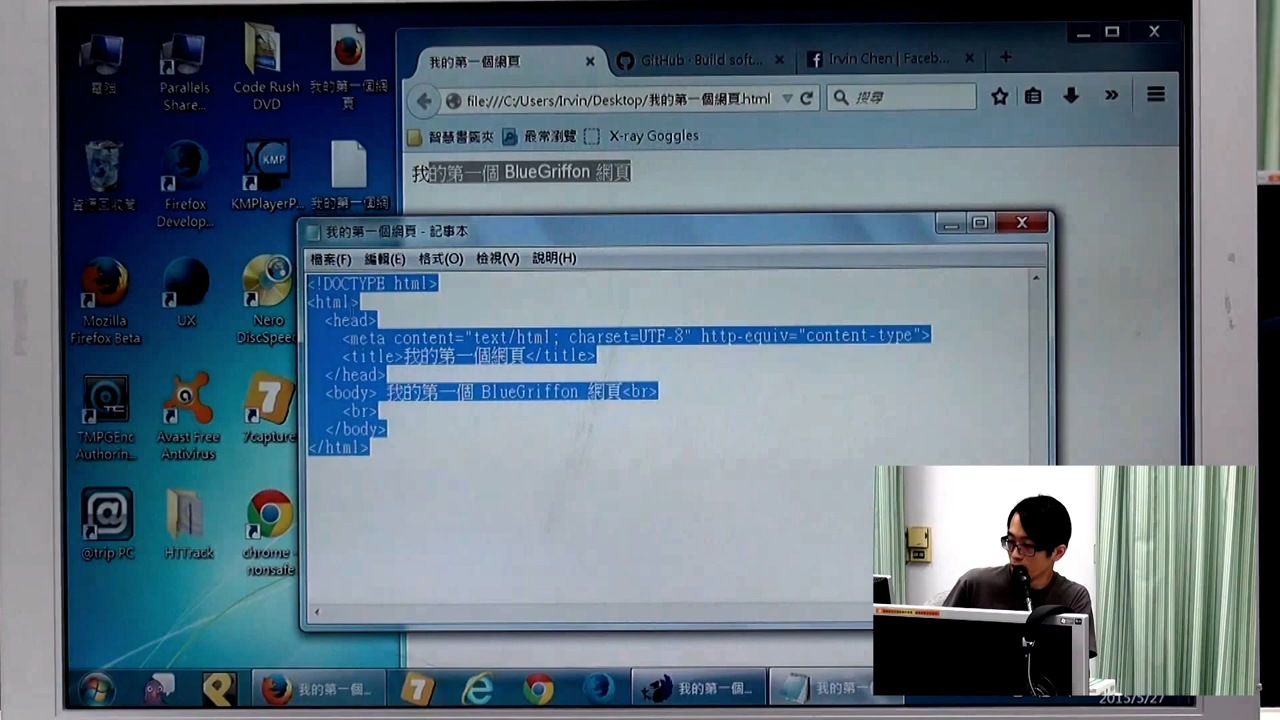 我的第一個網頁
GitHub · Build soft...
Irvin Chen | Faceb...
file:///C:/Users/Irvin/Desktop/我的第一個網頁.html
搜尋
智慧書籤夾
最常瀏覽
X-ray Goggles
我的第一個 BlueGriffon 網頁
我的第一個網頁 - 記事本
檔案(F) 編輯(E) 格式(O) 檢視(V) 說明(H)
<!DOCTYPE html>
<html>
<head>
<meta content="text/html; charset=UTF-8" http-equiv="content-type">
<title>我的第一個網頁</title>
</head>
<body> 我的第一個 BlueGriffon 網頁<br>
<br>
</body>
</html>
電腦
Parallels
Share...
Code Rush
DVD
我的第一個網
頁
資源回收筒
Firefox
Develop...
KMP
KMPlayerP...
我的第一個網
Mozilla
Firefox Beta
UX
Nero
DiscSpeed
TMPGEnc
Authorin...
Avast Free
Antivirus
7
7capture
@trip PC
HTTrack
chrome -
nonsafe
我的第一個...
7
我的第一個...
我的第一
2015/5/27